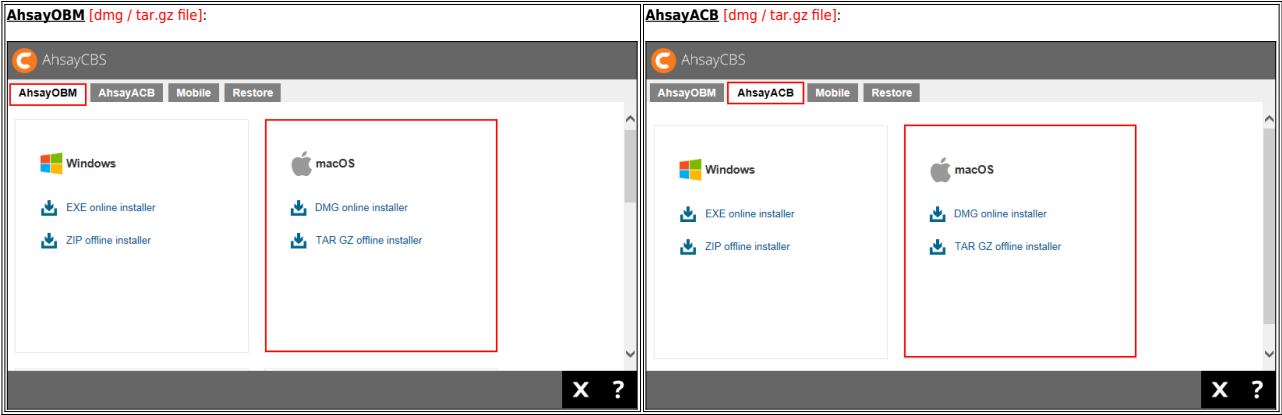 AhsayOBM [dmg / tar.gz file]:
AhsayCBS
AhsayOBM AhsayACB Mobile Restore
Windows
EXE online installer
ZIP offline installer
macOS
DMG online installer
TAR GZ offline installer
X ?
AhsayACB [dmg / tar.gz file]:
AhsayCBS
AhsayOBM AhsayACB Mobile Restore
Windows
EXE online installer
ZIP offline installer
macOS
DMG online installer
TAR GZ offline installer
X ?